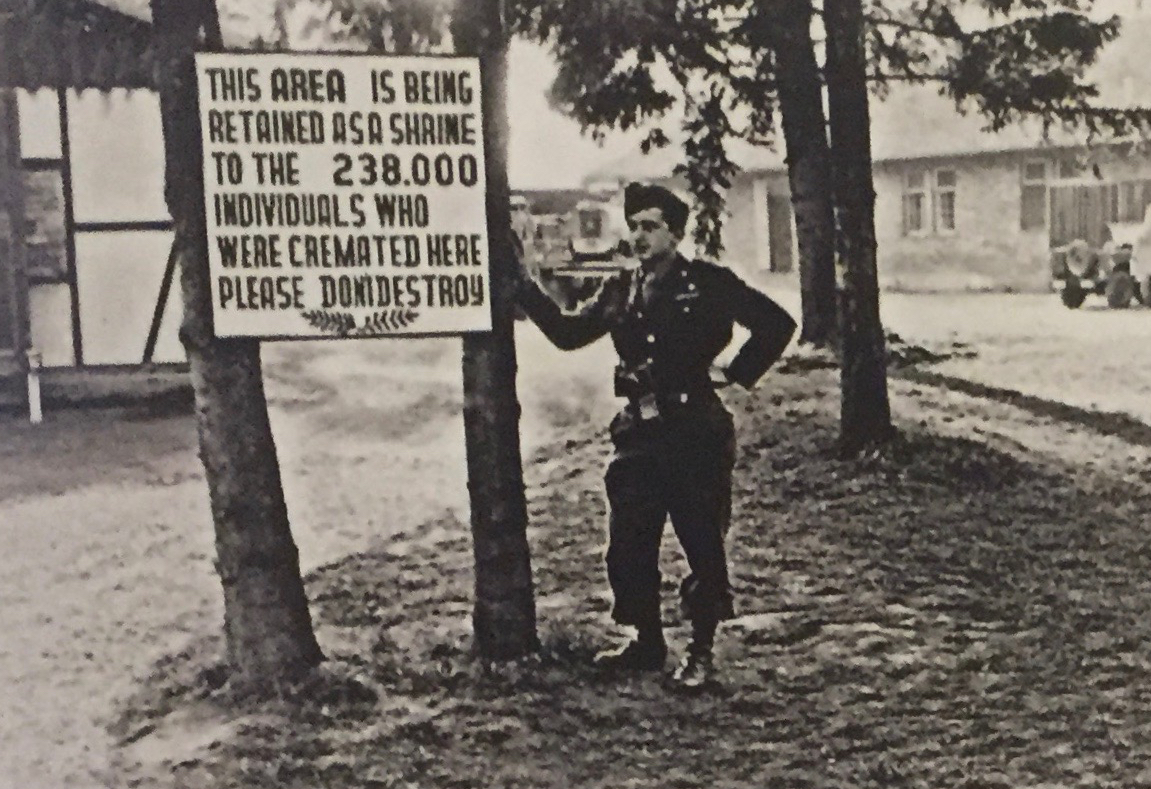 THIS AREA IS BEING
RETAINED AS A SHRINE
TO THE 238.000
INDIVIDUALS WHO
WERE CREMATED HERE
PLEASE DON'T DESTROY